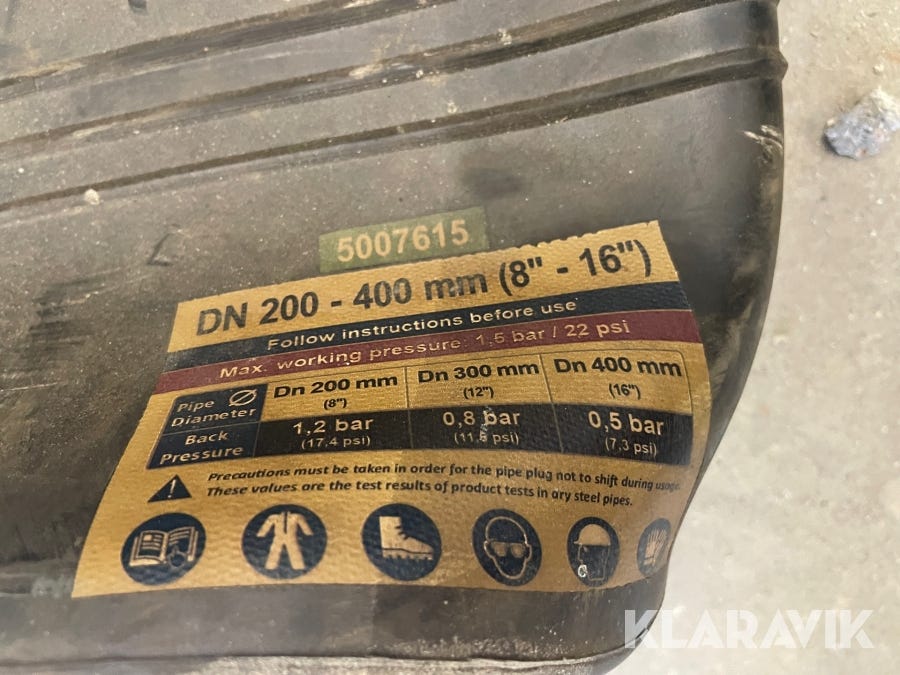 5007615
DN 200 - 400 mm (8" - 16")
Follow instructions before use
Max. working pressure: 1,5 bar / 22 psi
Pipe Ø Diameter Dn 200 mm (8") Dn 300 mm (12") Dn 400 mm (16")
Back Pressure 1,2 bar (17,4 psi) 0,8 bar (11,6 psi) 0,5 bar (7,3 psi)
Precautions must be taken in order for the pipe plug not to shift during usage.
These values are the test results of product tests in dry steel pipes.
KLARAVIK